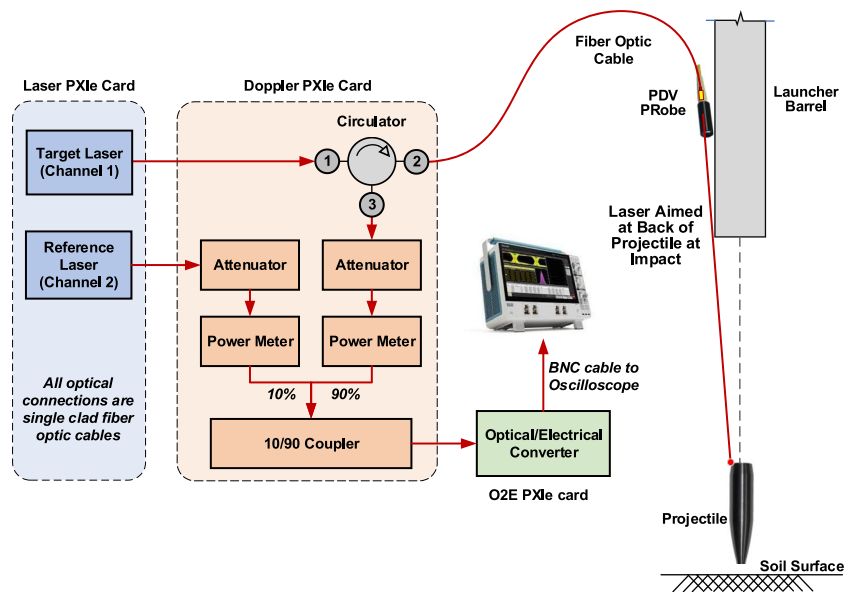 Laser PXIe Card
Target Laser
(Channel 1)
Reference
Laser
(Channel 2)
All optical
connections are
single clad fiber
optic cables
Doppler PXIe Card
Circulator
1
2
3
Attenuator
Attenuator
Power Meter
Power Meter
10%
90%
10/90 Coupler
Fiber Optic
Cable
PDV
PRobe
Launcher
Barrel
Laser Aimed
at Back of
Projectile at
Impact
BNC cable to
Oscilloscope
Optical/Electrical
Converter
O2E PXIe card
Projectile
Soil Surface